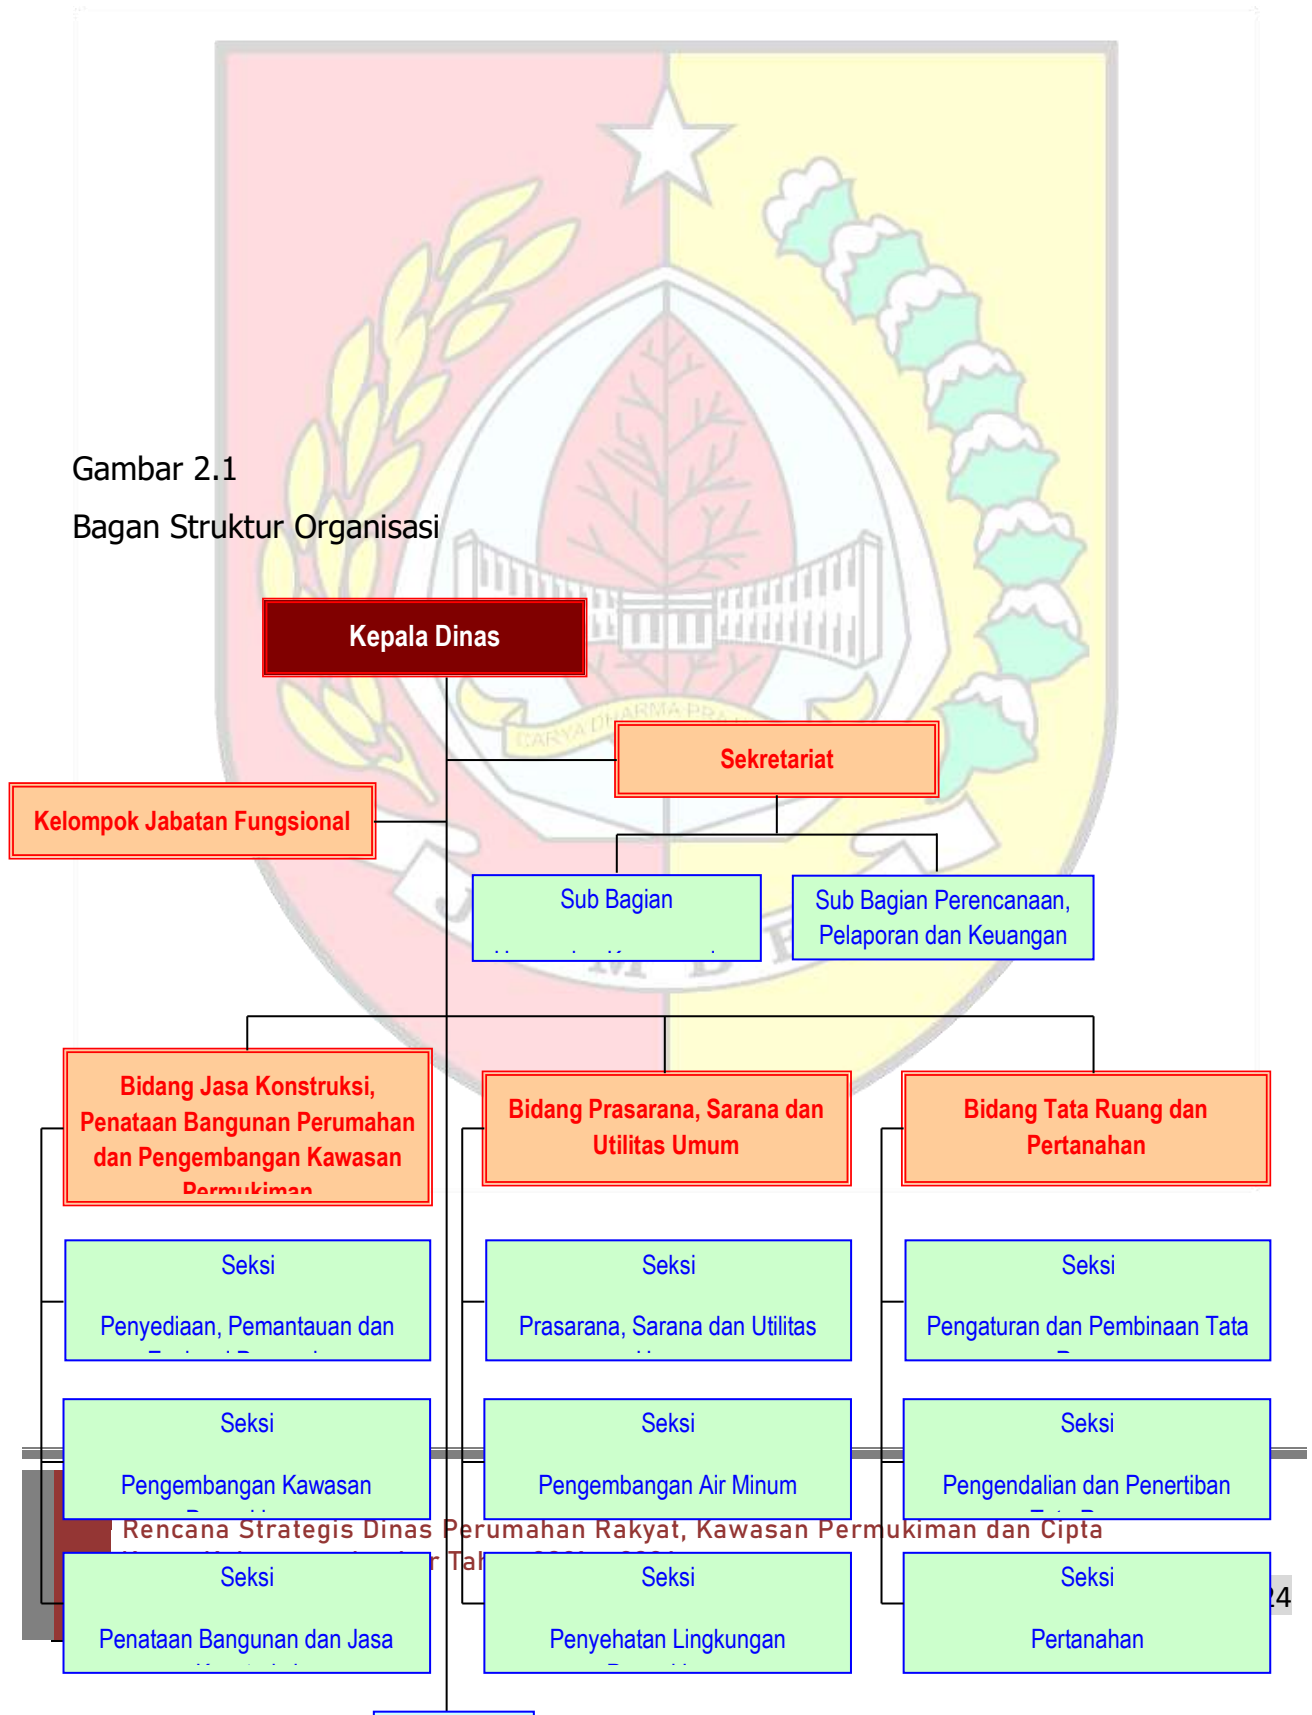 Gambar 2.1
Bagan Struktur Organisasi
Kepala Dinas
CARYA DHARMA
Sekretariat
Kelompok Jabatan Fungsional
Sub Bagian
Sub Bagian Perencanaan,
Pelaporan dan Keuangan
Bidang Jasa Konstruksi,
Penataan Bangunan Perumahan
dan Pengembangan Kawasan
Permukiman
Bidang Prasarana, Sarana dan
Utilitas Umum
Bidang Tata Ruang dan
Pertanahan
Seksi
Penyediaan, Pemantauan dan
Seksi
Prasarana, Sarana dan Utilitas
Seksi
Pengaturan dan Pembinaan Tata
Seksi
Pengembangan Kawasan
Seksi
Pengembangan Air Minum
Seksi
Pengendalian dan Penertiban
Rencana Strategis Dinas Perumahan Rakyat, Kawasan Permukiman dan Cipta
Seksi
Penataan Bangunan dan Jasa
Seksi
Penyehatan Lingkungan
Seksi
Pertanahan
24